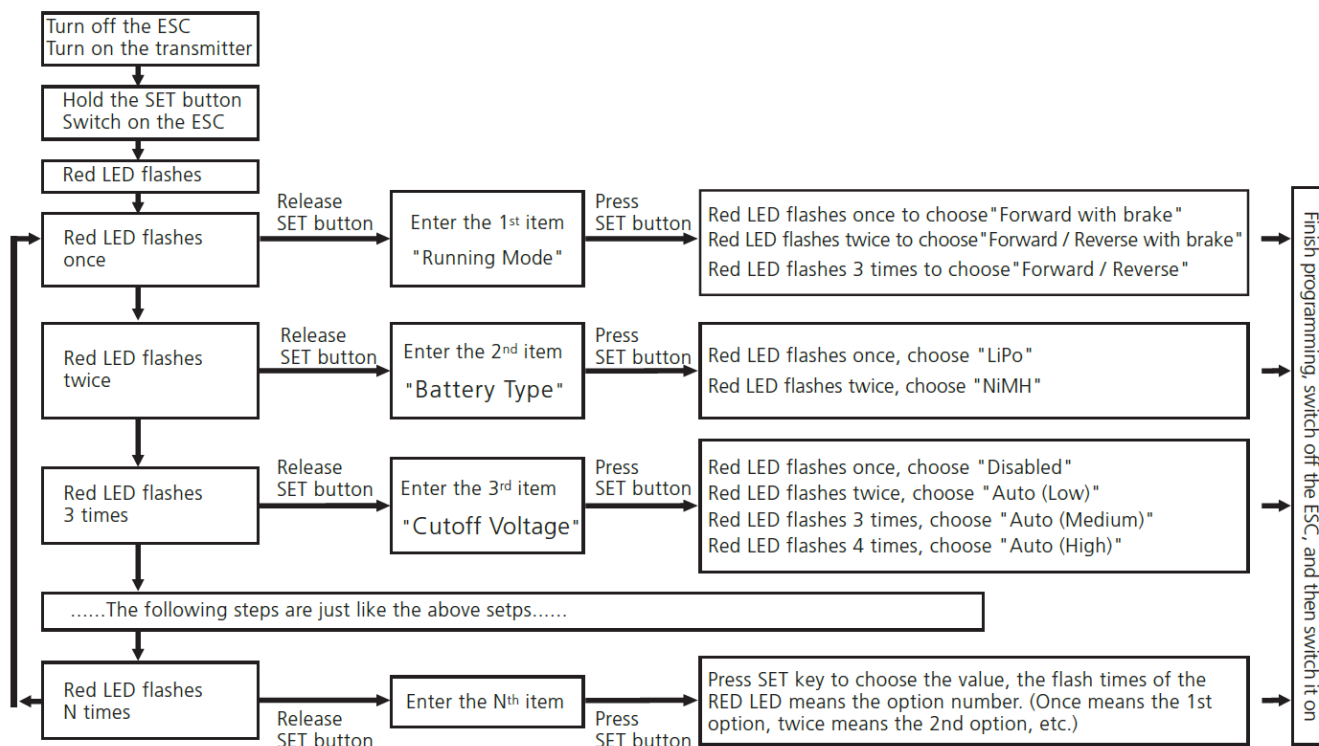 Turn off the ESC
Turn on the transmitter
Hold the SET button
Switch on the ESC
Red LED flashes
Red LED flashes
once
Release
SET button
Enter the 1st item
"Running Mode"
Press
SET button
Red LED flashes once to choose"Forward with brake"
Red LED flashes twice to choose"Forward / Reverse with brake"
Red LED flashes 3 times to choose"Forward / Reverse"
Red LED flashes
twice
Release
SET button
Enter the 2nd item
"Battery Type"
Press
SET button
Red LED flashes once, choose "LiPo"
Red LED flashes twice, choose "NiMH"
Red LED flashes
3 times
Release
SET button
Enter the 3rd item
"Cutoff Voltage"
Press
SET button
Red LED flashes once, choose "Disabled"
Red LED flashes twice, choose "Auto (Low)"
Red LED flashes 3 times, choose "Auto (Medium)"
Red LED flashes 4 times, choose "Auto (High)"
......The following steps are just like the above setps......
Red LED flashes
N times
Release
SET button
Enter the Nth item
Press
SET button
Press SET key to choose the value, the flash times of the
RED LED means the option number. (Once means the 1st
option, twice means the 2nd option, etc.)
Finish programming, switch off the ESC, and then switch it on